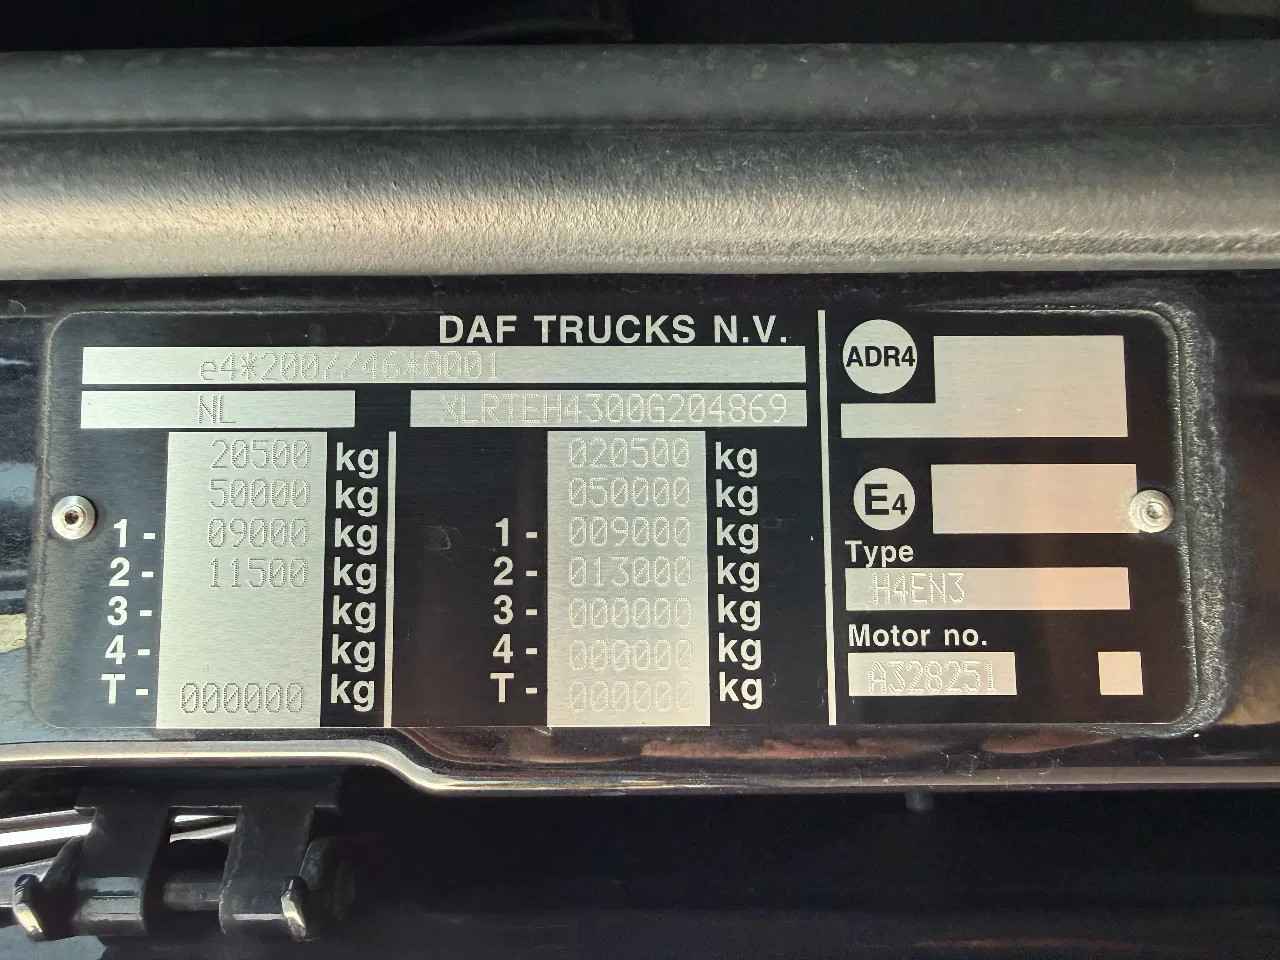 DAF TRUCKS N.V.
e4*2007/46*0001
NL XLRTEH4300G204869
20500 kg 020500 kg
50000 kg 050000 kg
1- 09000 kg 1- 009000 kg
2- 11500 kg 2- 013000 kg
3- kg 3- 000000 kg
4- kg 4- 000000 kg
T- 000000 kg T- 000000 kg
ADR4
E4
Type
H4EN3
Motor no.
A328251